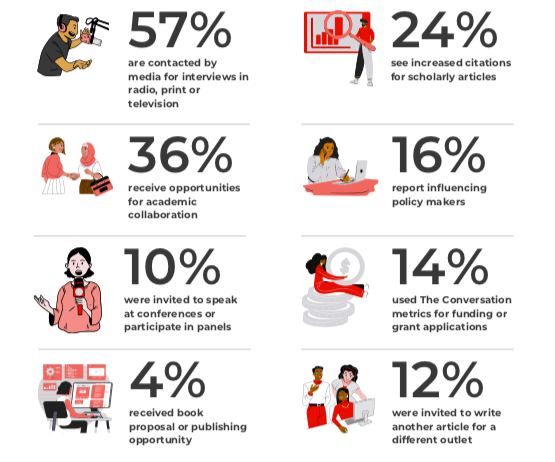 57%
are contacted by
media for interviews in
radio, print or
television
24%
see increased citations
for scholarly articles
36%
receive opportunities
for academic
collaboration
16%
report influencing
policy makers
10%
were invited to speak
at conferences or
participate in panels
14%
used The Conversation
metrics for funding or
grant applications
4%
received book
proposal or publishing
opportunity
12%
were invited to write
another article for a
different outlet